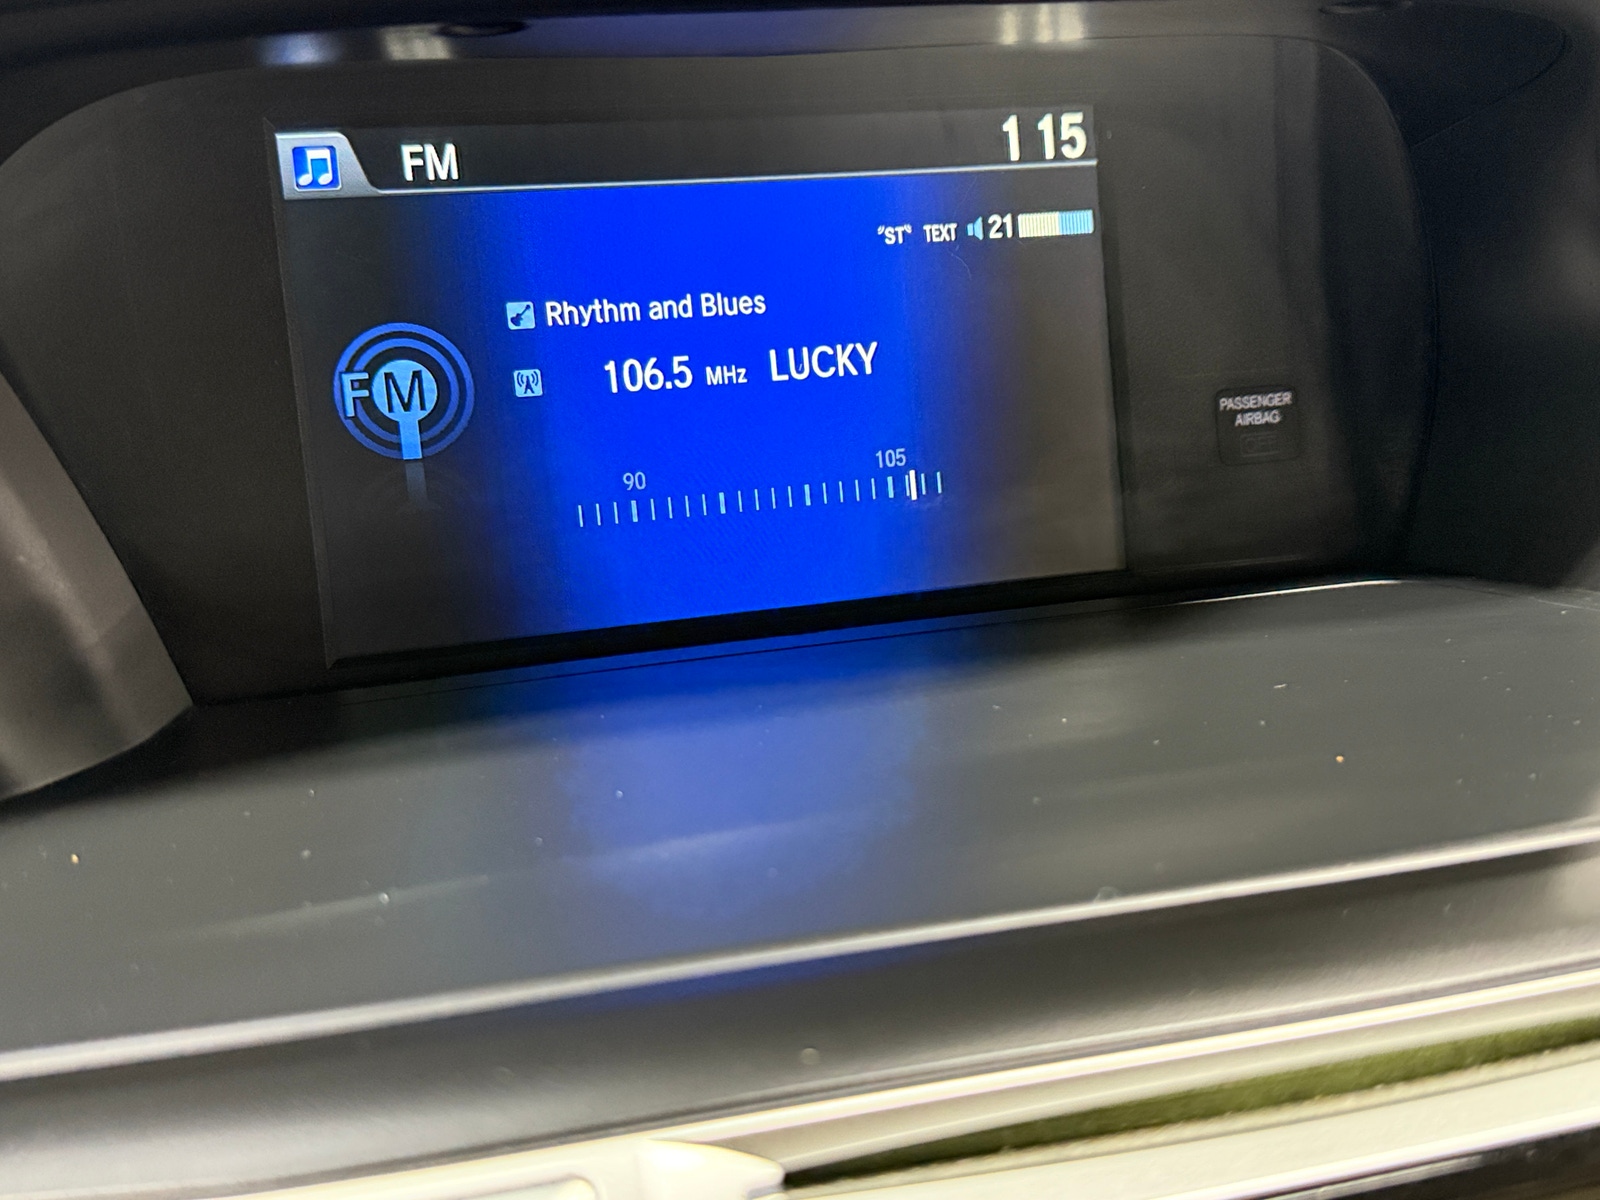 FM
1 15
"ST" TEXT 21
Rhythm and Blues
FM
106.5 MHz LUCKY
90 105
PASSENGER
AIRBAG